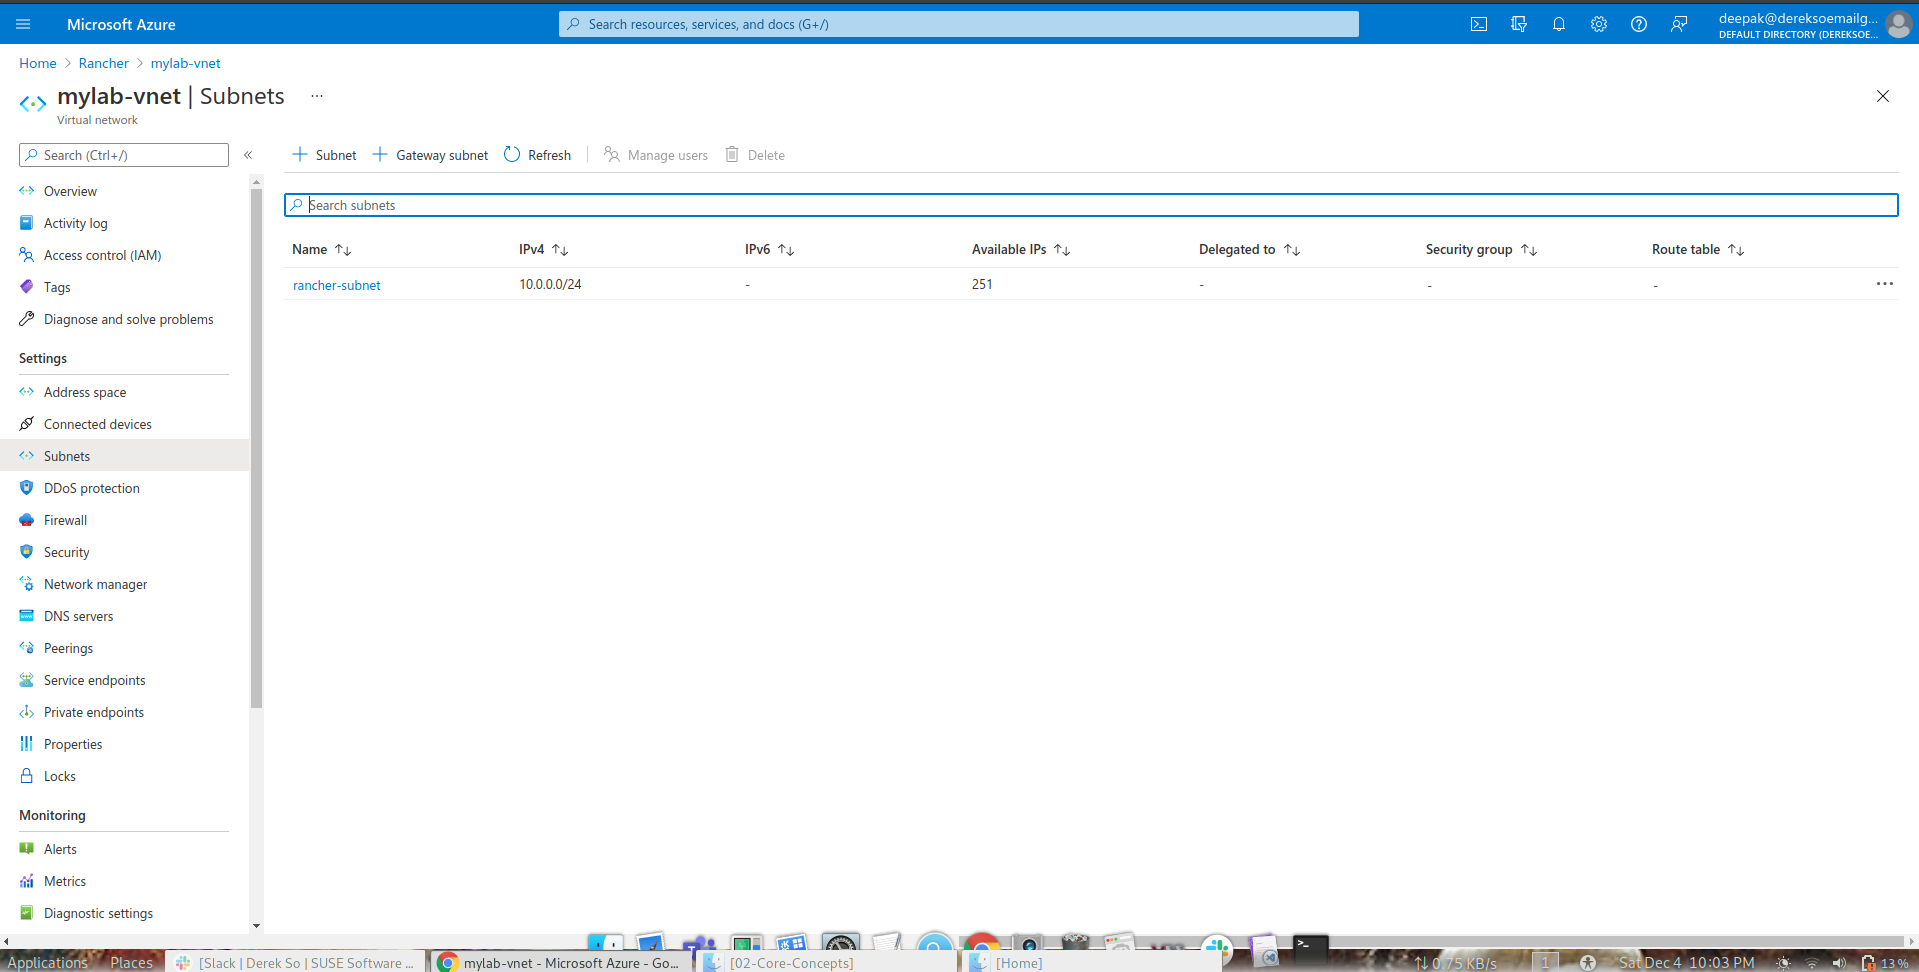 Microsoft Azure
Search resources, services, and docs (G+/)
deepak@dereksoemailg...
DEFAULT DIRECTORY (DEREKSOE...
Home > Rancher > mylab-vnet
mylab-vnet | Subnets ...
Virtual network
Search (Ctrl+/)
«
Subnet
Gateway subnet
Refresh
Manage users
Delete
Overview
Activity log
Access control (IAM)
Tags
Diagnose and solve problems
Settings
Address space
Connected devices
Subnets
DDoS protection
Firewall
Security
Network manager
DNS servers
Peerings
Service endpoints
Private endpoints
Properties
Locks
Monitoring
Alerts
Metrics
Diagnostic settings
Search subnets
Name IPv4 IPv6 Available IPs Delegated to Security group Route table
rancher-subnet 10.0.0.0/24 - 251 - - - ...
Applications Places [Slack | Derek So | SUSE Software ... mylab-vnet - Microsoft Azure - Go... [02-Core-Concepts] [Home] 0.75 KB/s 1 Sat Dec 4 10:03 PM 13 %